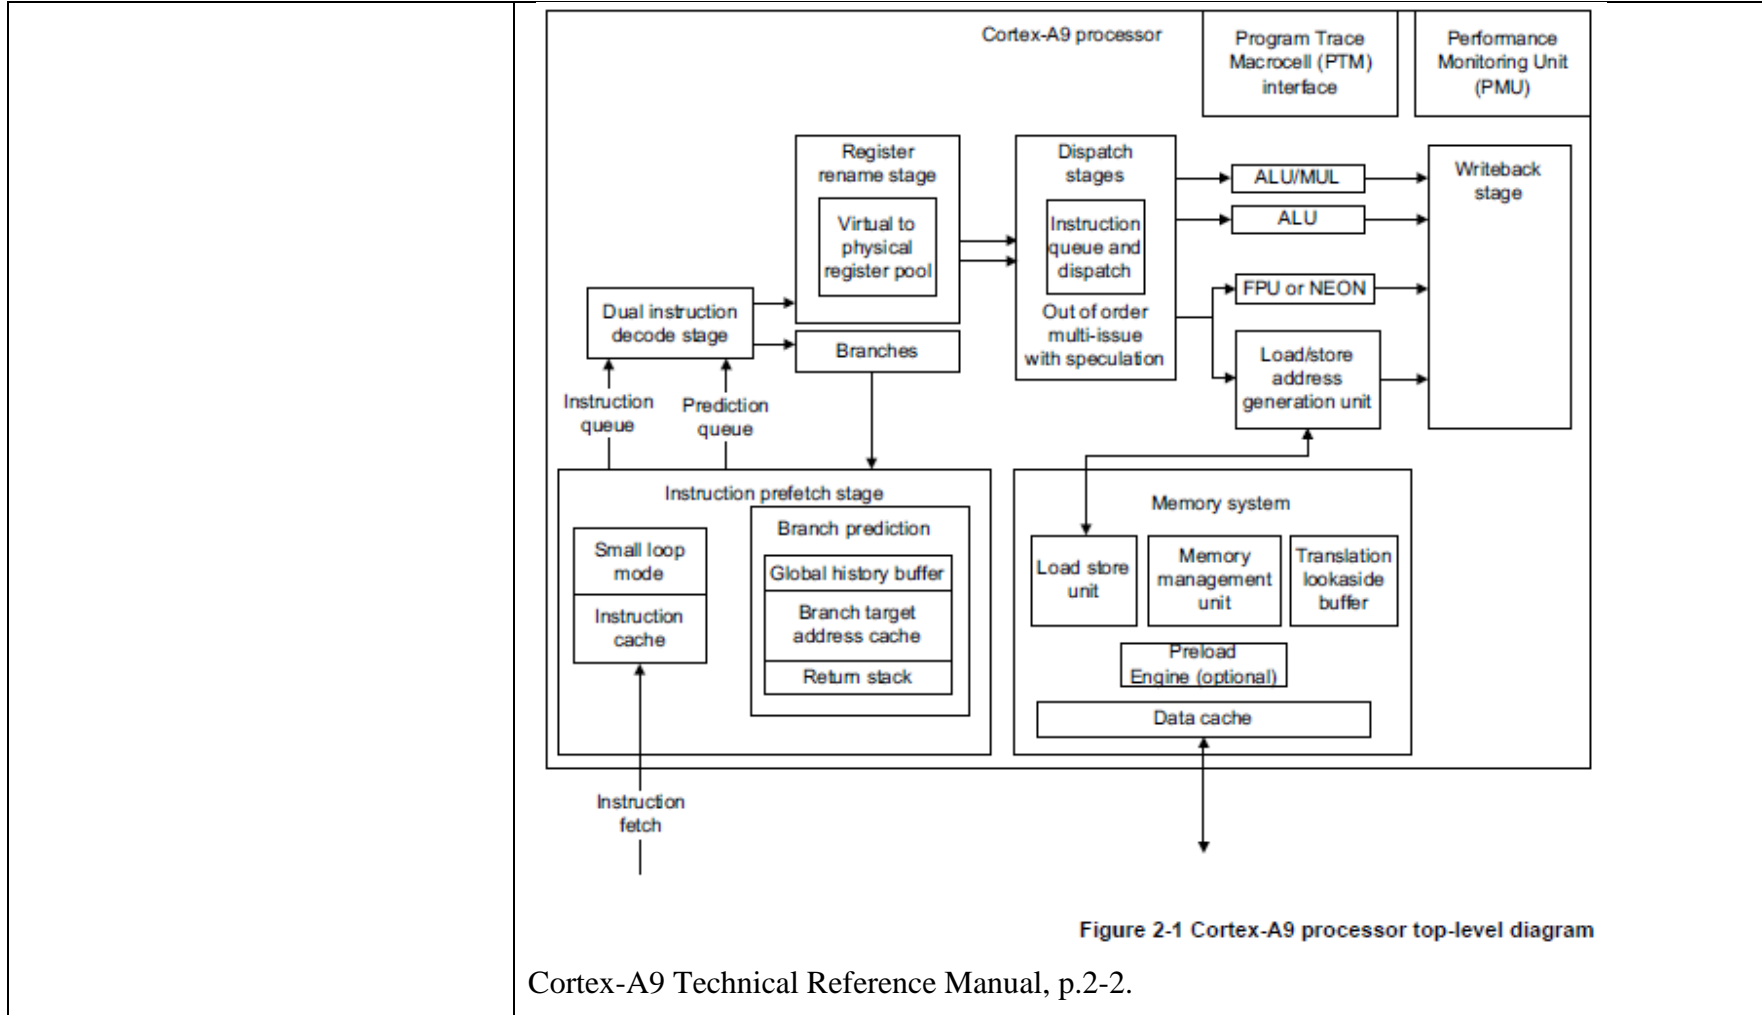 Cortex-A9 processor
Program Trace
Macrocell (PTM)
interface
Performance
Monitoring Unit
(PMU)
Register
rename stage
Virtual to
physical
register pool
Dispatch
stages
Instruction
queue and
dispatch
Out of order
multi-issue
with speculation
ALU/MUL
ALU
FPU or NEON
Load/store
address
generation unit
Writeback
stage
Dual instruction
decode stage
Branches
Instruction
queue
Prediction
queue
Instruction prefetch stage
Small loop
mode
Instruction
cache
Branch prediction
Global history buffer
Branch target
address cache
Return stack
Memory system
Load store
unit
Memory
management
unit
Translation
lookaside
buffer
Preload
Engine (optional)
Data cache
Instruction
fetch
Figure 2-1 Cortex-A9 processor top-level diagram
Cortex-A9 Technical Reference Manual, p.2-2.